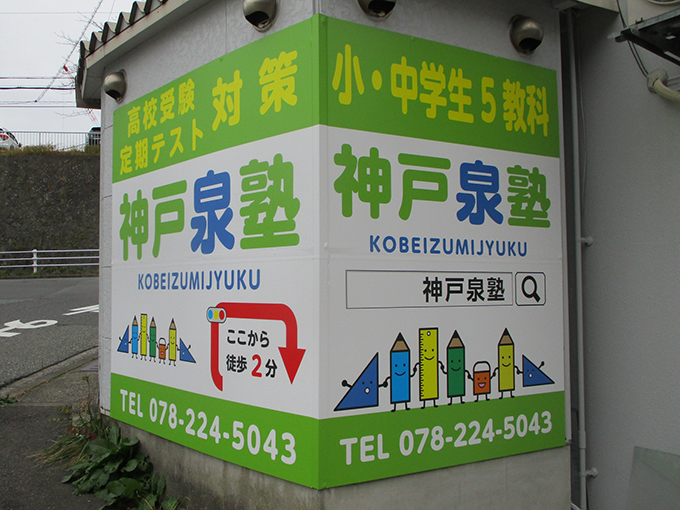 高校受験
定期テスト
対策
神戸泉塾
KOBEIZUMIJYUKU
ここから
徒歩2分
TEL 078-224-5043
小・中学生5教科
神戸泉塾
KOBEIZUMIJYUKU
神戸泉塾
TEL 078-224-5043